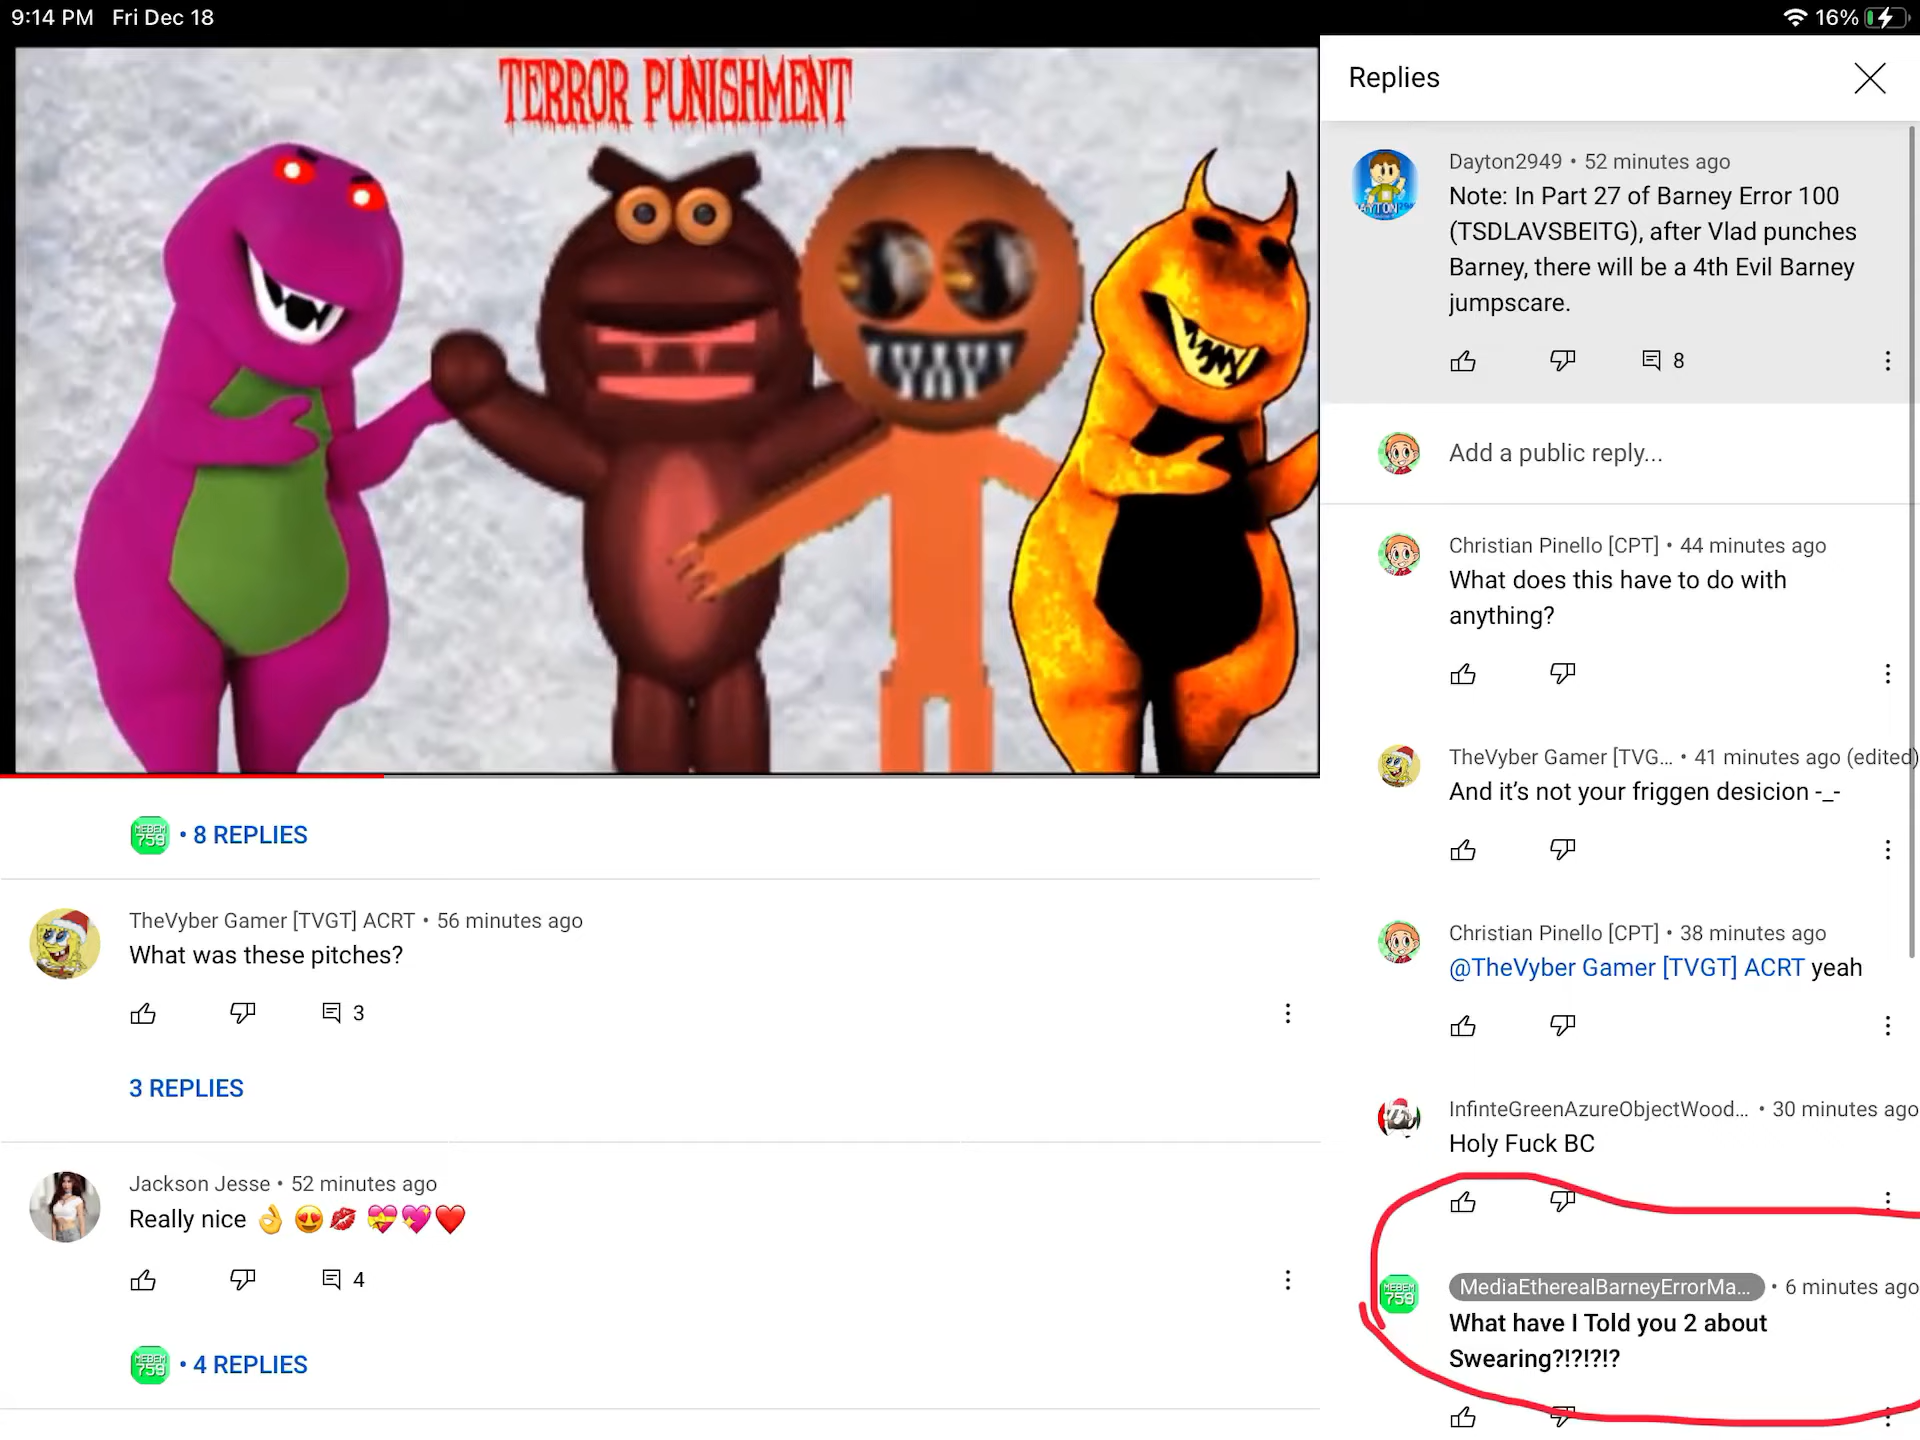 9:14 PM Fri Dec 18
16%
TERROR PUNISHMENT
MEBEM
759
• 8 REPLIES
TheVyber Gamer [TVGT] ACRT • 56 minutes ago
What was these pitches?
3
3 REPLIES
Jackson Jesse • 52 minutes ago
Really nice 👌 😍 💋 💝 💖 ❤️
4
MEBEM
759
• 4 REPLIES
Replies
Dayton2949 • 52 minutes ago
Note: In Part 27 of Barney Error 100
(TSDLAVSBEITG), after Vlad punches
Barney, there will be a 4th Evil Barney
jumpscare.
8
Add a public reply...
Christian Pinello [CPT] • 44 minutes ago
What does this have to do with
anything?
TheVyber Gamer [TVG... • 41 minutes ago (edited)
And it’s not your friggen desicion -_-
Christian Pinello [CPT] • 38 minutes ago
@TheVyber Gamer [TVGT] ACRT yeah
InfinteGreenAzureObjectWood... • 30 minutes ago
Holy Fuck BC
MEBEM
759
MediaEtherealBarneyErrorMa... • 6 minutes ago
What have I Told you 2 about
Swearing?!?!?!?